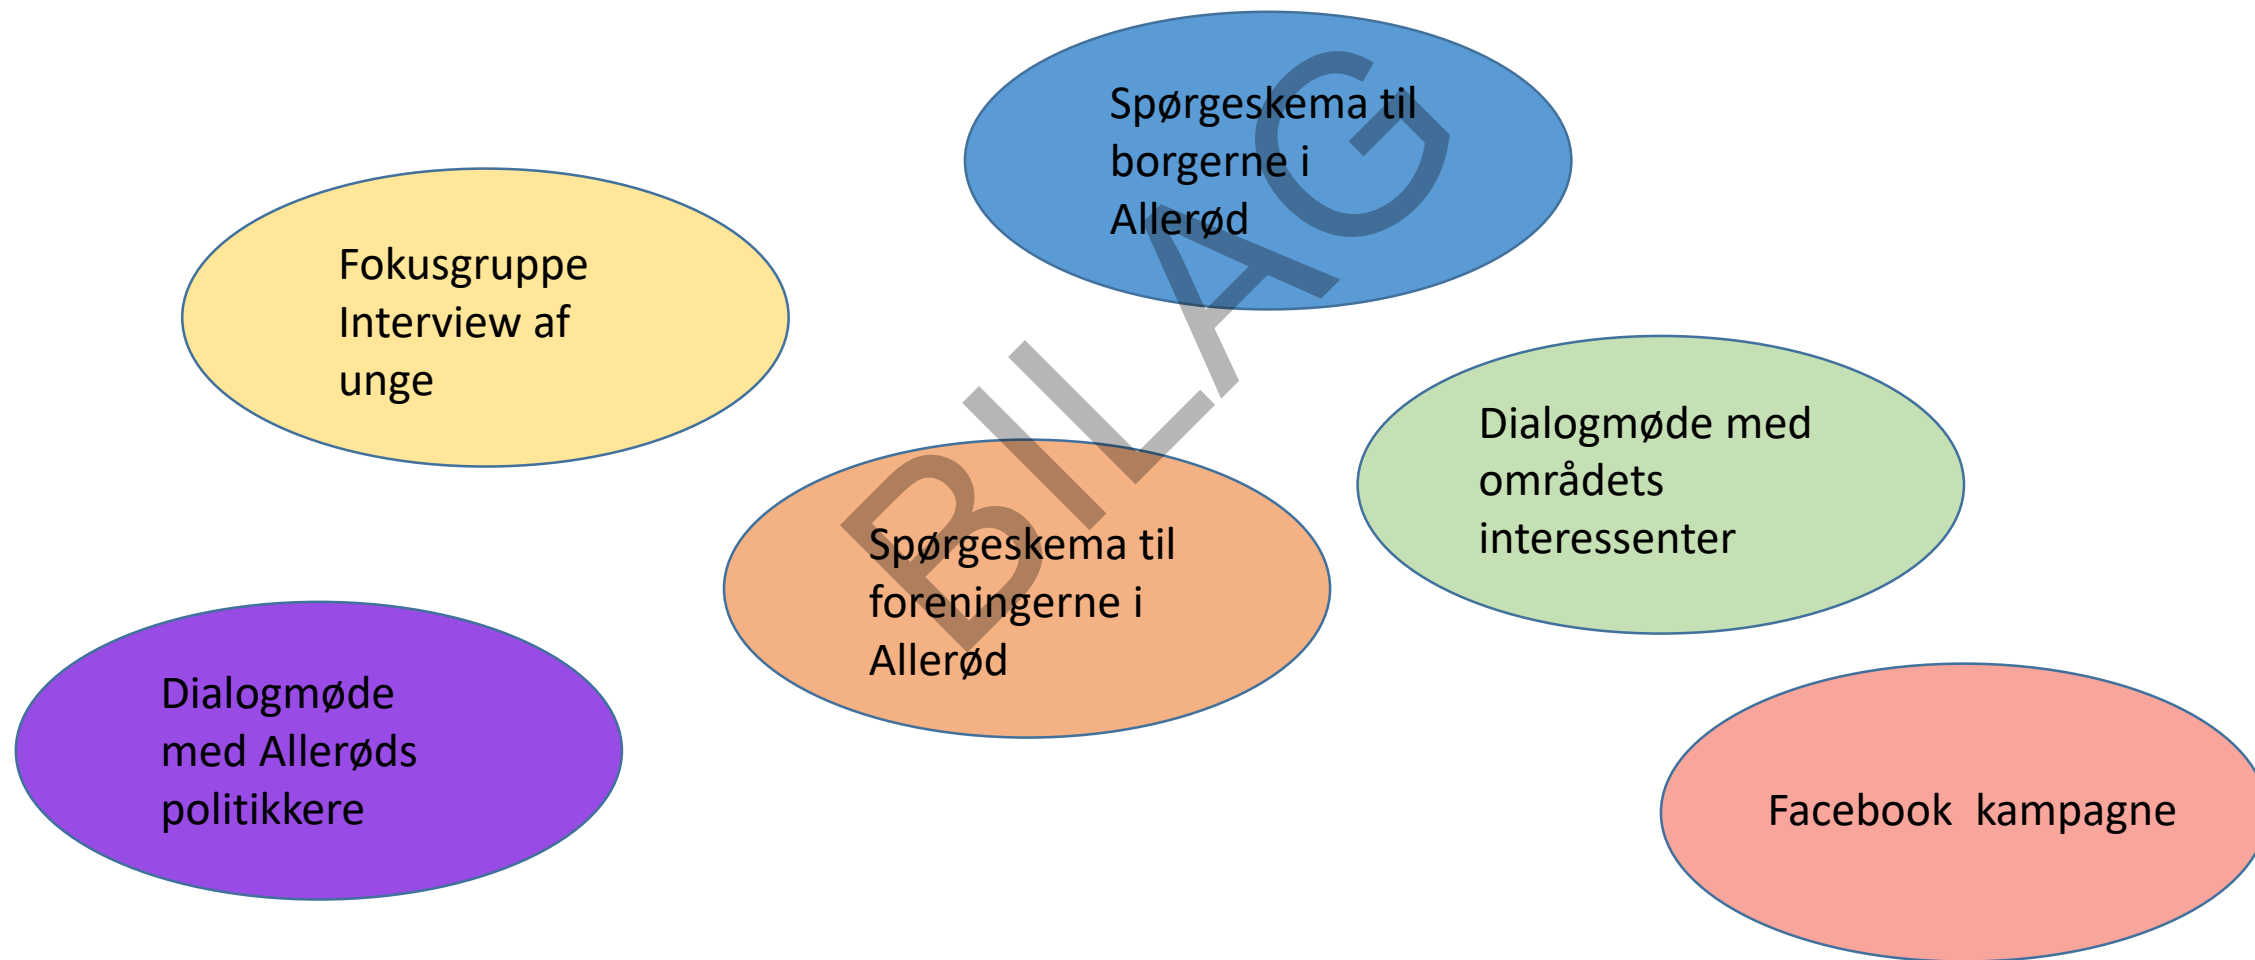 Spørgeskema til
borgerne i
Allerød
Fokusgruppe
Interview af
unge
Dialogmøde med
områdets
interessenter
Spørgeskema til
foreningerne i
Allerød
Dialogmøde
med Allerøds
politikkere
Facebook  kampagne
BILAG